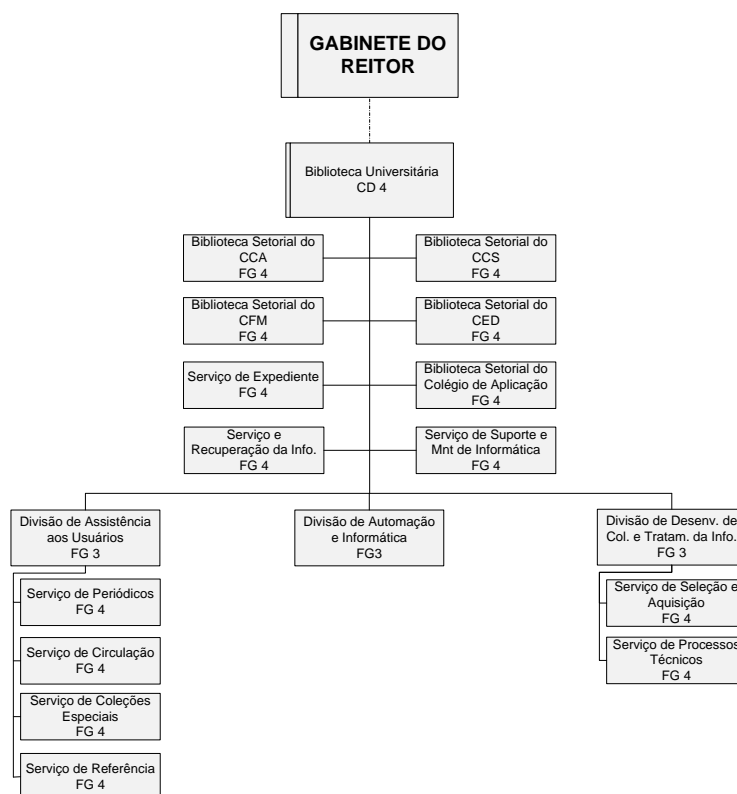 GABINETE DO
REITOR
Biblioteca Universitária
CD 4
Biblioteca Setorial do
CCA
FG 4
Biblioteca Setorial do
CCS
FG 4
Biblioteca Setorial do
CFM
FG 4
Biblioteca Setorial do
CED
FG 4
Serviço de Expediente
FG 4
Biblioteca Setorial do
Colégio de Aplicação
FG 4
Serviço e
Recuperação da Info.
FG 4
Serviço de Suporte e
Mnt de Informática
FG 4
Divisão de Assistência
aos Usuários
FG 3
Divisão de Automação
e Informática
FG3
Divisão de Desenv. de
Col. e Tratam. da Info.
FG 3
Serviço de Periódicos
FG 4
Serviço de Circulação
FG 4
Serviço de Coleções
Especiais
FG 4
Serviço de Referência
FG 4
Serviço de Seleção e
Aquisição
FG 4
Serviço de Processos
Técnicos
FG 4